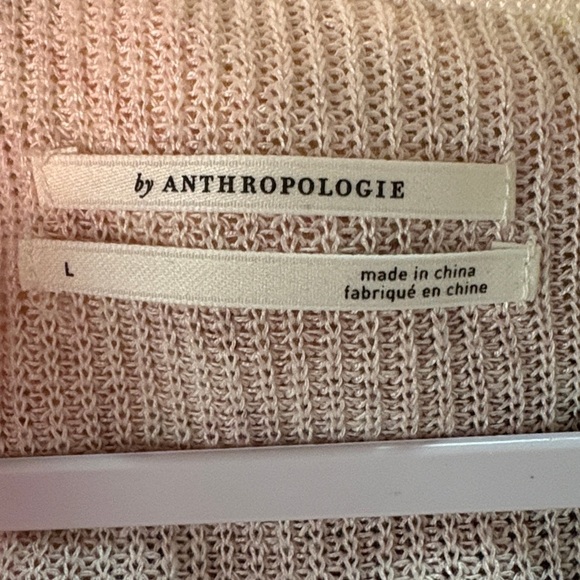 by ANTHROPOLOGIE
L
made in china
fabriqué en chine